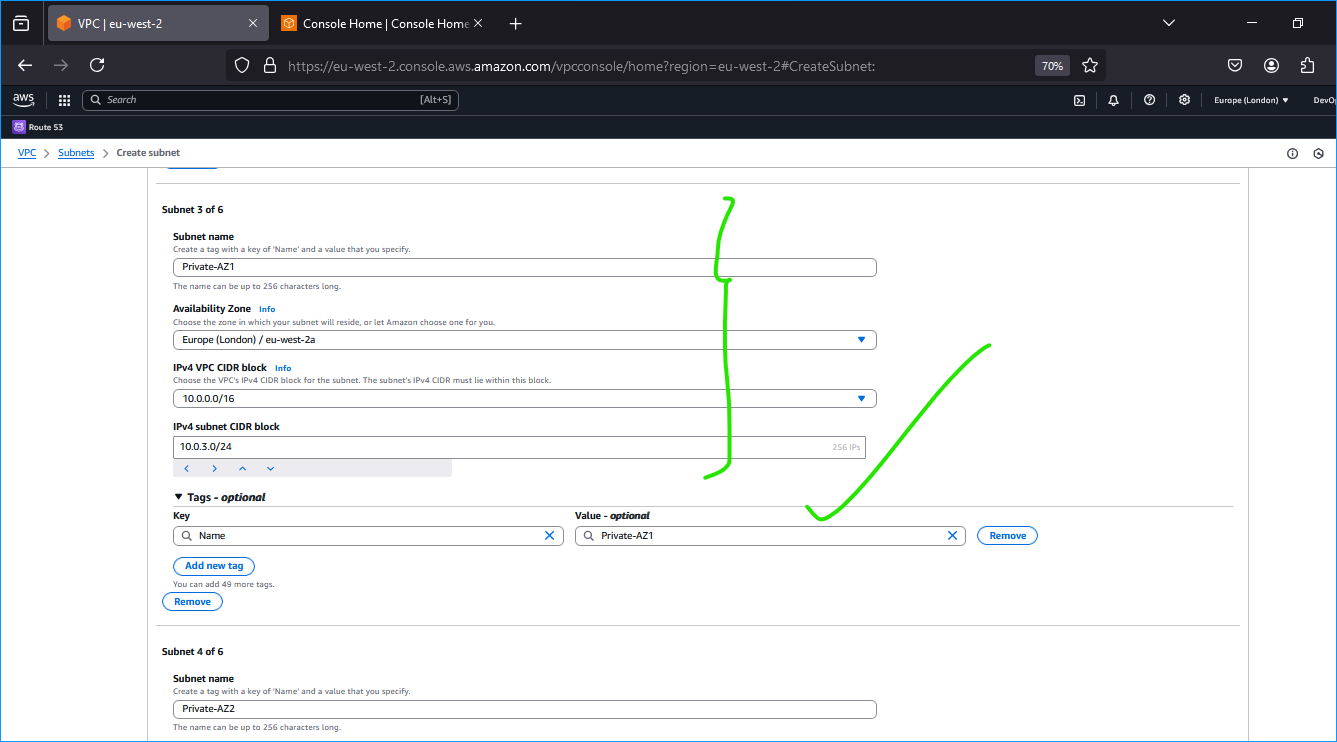 VPC | eu-west-2
Console Home | Console Home
https://eu-west-2.console.aws.amazon.com/vpcconsole/home?region=eu-west-2#CreateSubnet:
70%
aws
Search
[Alt+S]
Europe (London)
DevO
Route 53
VPC
Subnets
Create subnet
Subnet 3 of 6
Subnet name
Create a tag with a key of 'Name' and a value that you specify.
Private-AZ1
The name can be up to 256 characters long.
Availability Zone Info
Choose the zone in which your subnet will reside, or let Amazon choose one for you.
Europe (London) / eu-west-2a
IPv4 VPC CIDR block Info
Choose the VPC's IPv4 CIDR block for the subnet. The subnet's IPv4 CIDR must lie within this block.
10.0.0.0/16
IPv4 subnet CIDR block
10.0.3.0/24
256 IPs
Tags - optional
Key
Value - optional
Name
Private-AZ1
Remove
Add new tag
You can add 49 more tags.
Remove
Subnet 4 of 6
Subnet name
Create a tag with a key of 'Name' and a value that you specify.
Private-AZ2
The name can be up to 256 characters long.